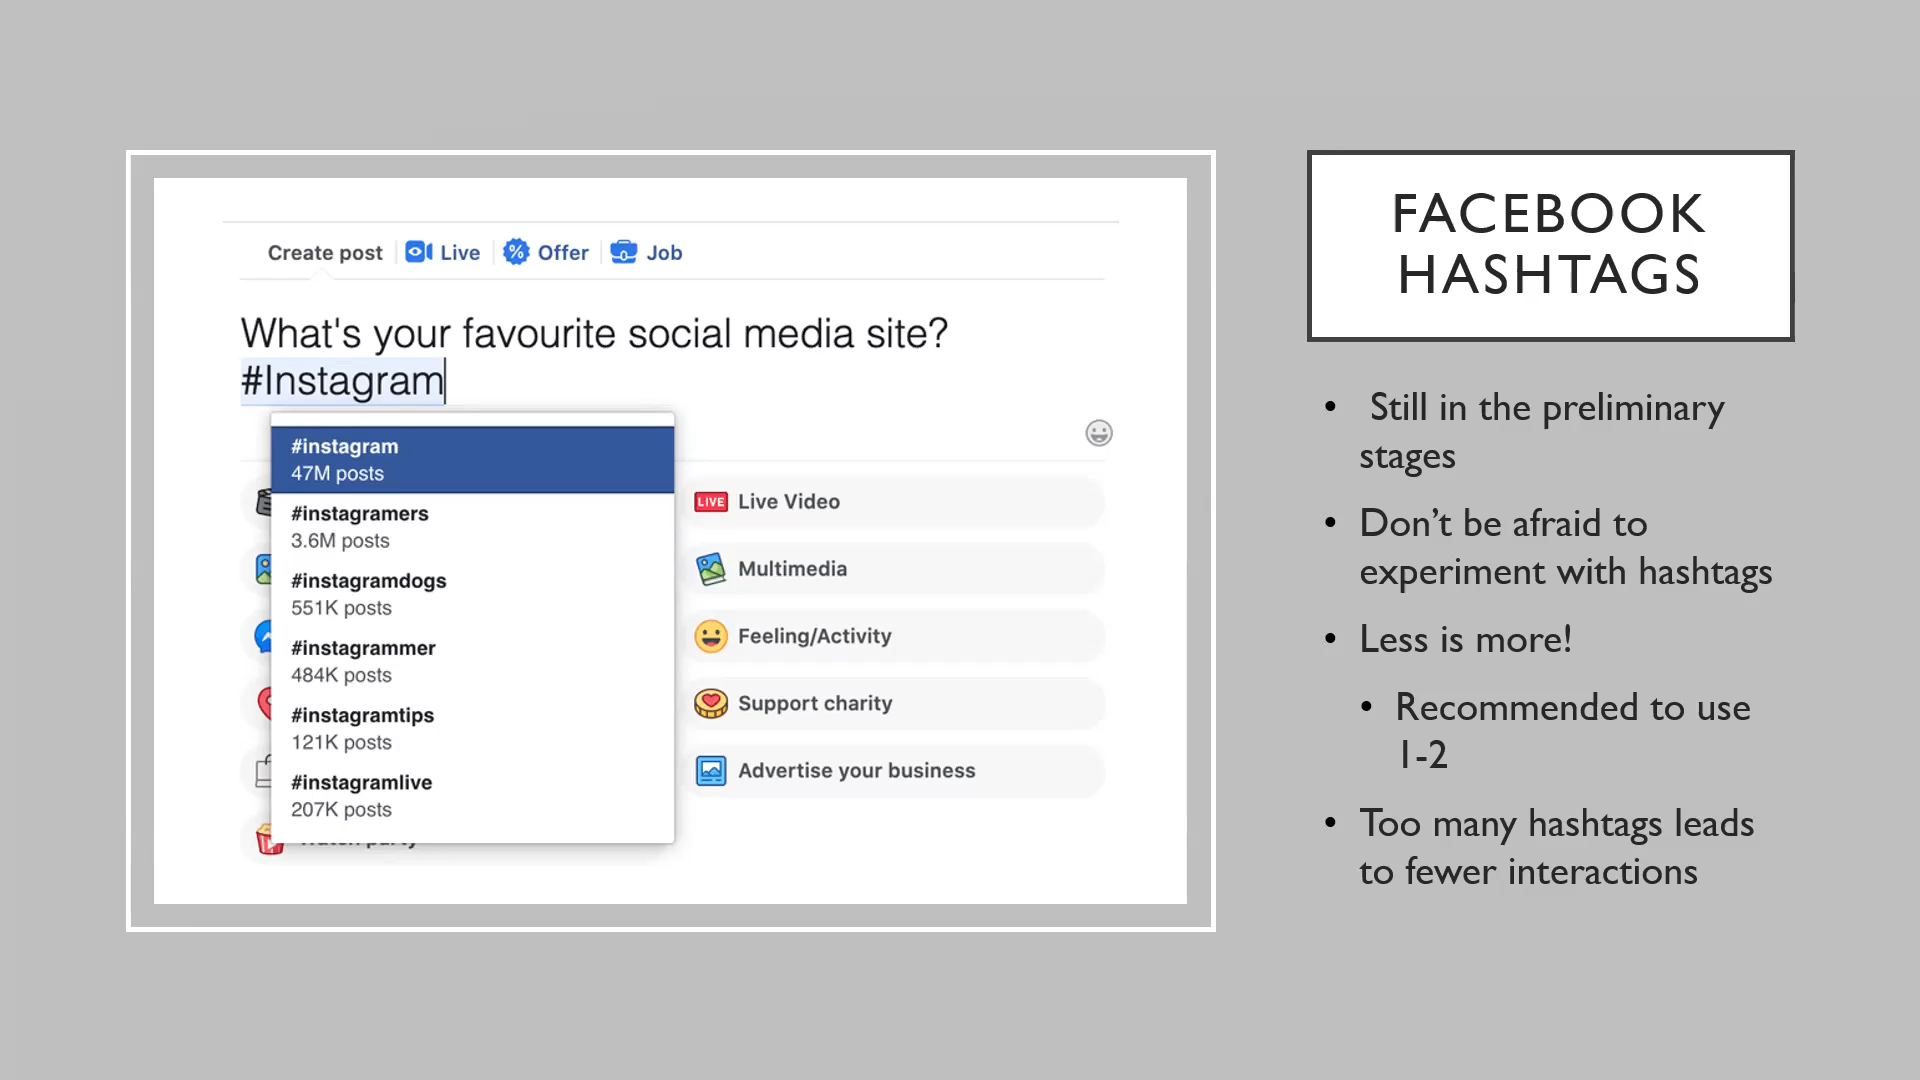 Create post
Live
Offer
Job
What's your favourite social media site?
#Instagram
#instagram
47M posts
#instagramers
3.6M posts
#instagramdogs
551K posts
#instagrammer
484K posts
#instagramtips
121K posts
#instagramlive
207K posts
LIVE Live Video
Multimedia
Feeling/Activity
Support charity
Advertise your business
FACEBOOK
HASHTAGS
• Still in the preliminary
stages
• Don’t be afraid to
experiment with hashtags
• Less is more!
• Recommended to use
1-2
• Too many hashtags leads
to fewer interactions